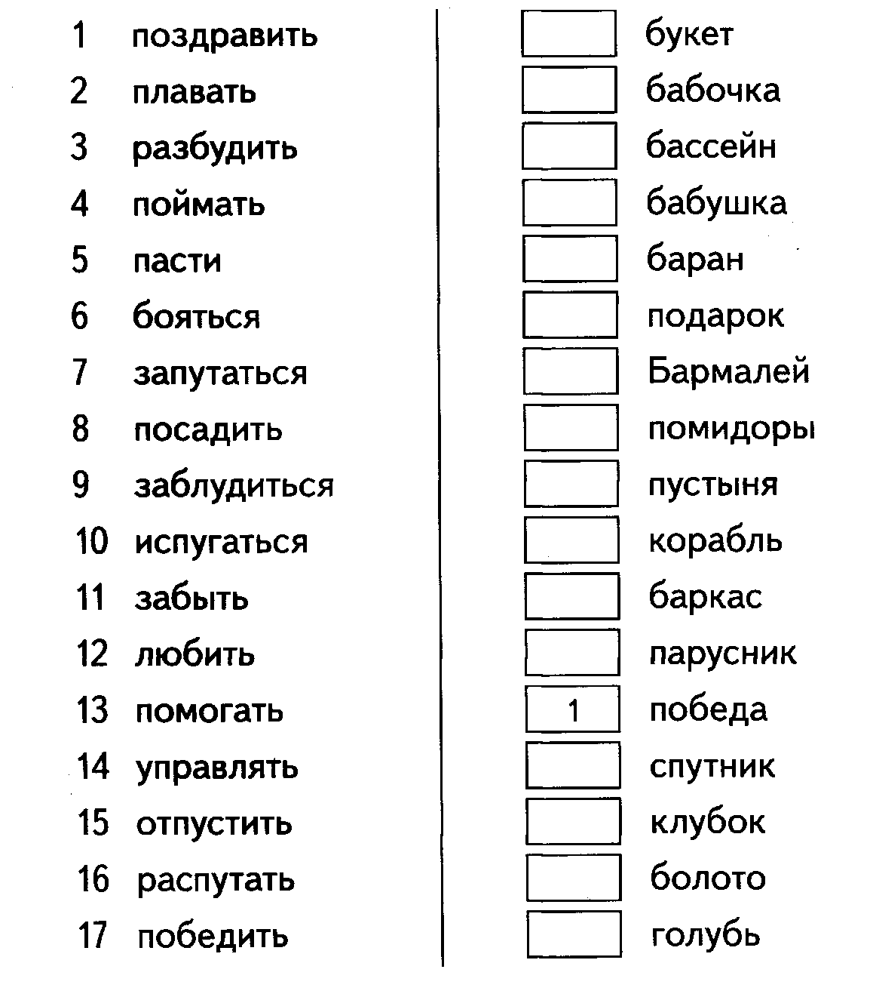 1 поздравить букет
2 плавать бабочка
3 разбудить бассейн
4 поймать бабушка
5 пасти баран
6 бояться подарок
7 запутаться Бармалей
8 посадить помидоры
9 заблудиться пустыня
10 испугаться корабль
11 забыть баркас
12 любить парусник
13 помогать 1 победа
14 управлять спутник
15 отпустить клубок
16 распутать болото
17 победить голубь